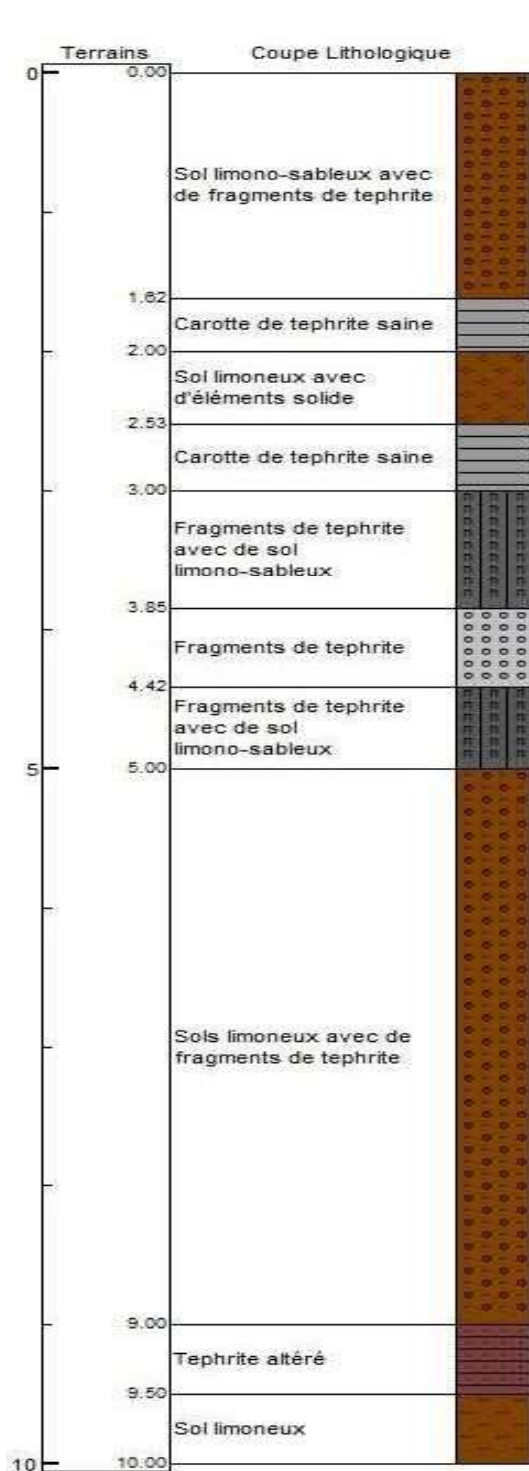 Terrains Coupe Lithologique
0 0.00
Sol limono-sableux avec
de fragments de tephrite
1.62
Carotte de tephrite saine
2.00
Sol limoneux avec
d'éléments solide
2.53
Carotte de tephrite saine
3.00
Fragments de tephrite
avec de sol
limono-sableux
3.85
Fragments de tephrite
4.42
Fragments de tephrite
avec de sol
limono-sableux
5 5.00
Sols limoneux avec de
fragments de tephrite
9.00
Tephrite altéré
9.50
Sol limoneux
10 10.00